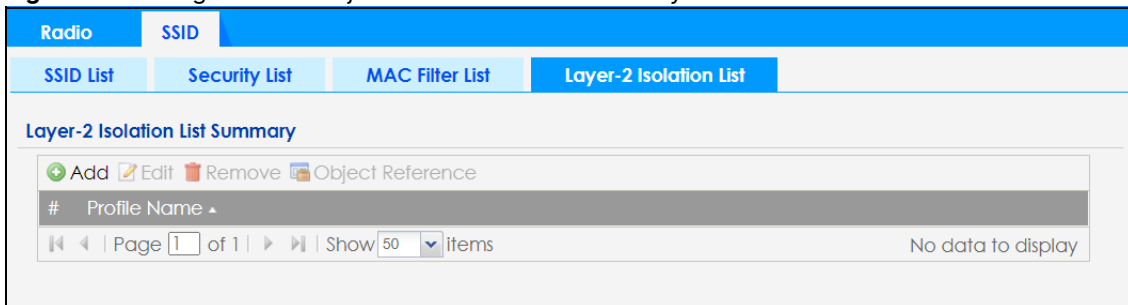 Radio SSID
SSID List Security List MAC Filter List Layer-2 Isolation List
Layer-2 Isolation List Summary
Add Edit Remove Object Reference
# Profile Name
Page 1 of 1 Show 50 items No data to display